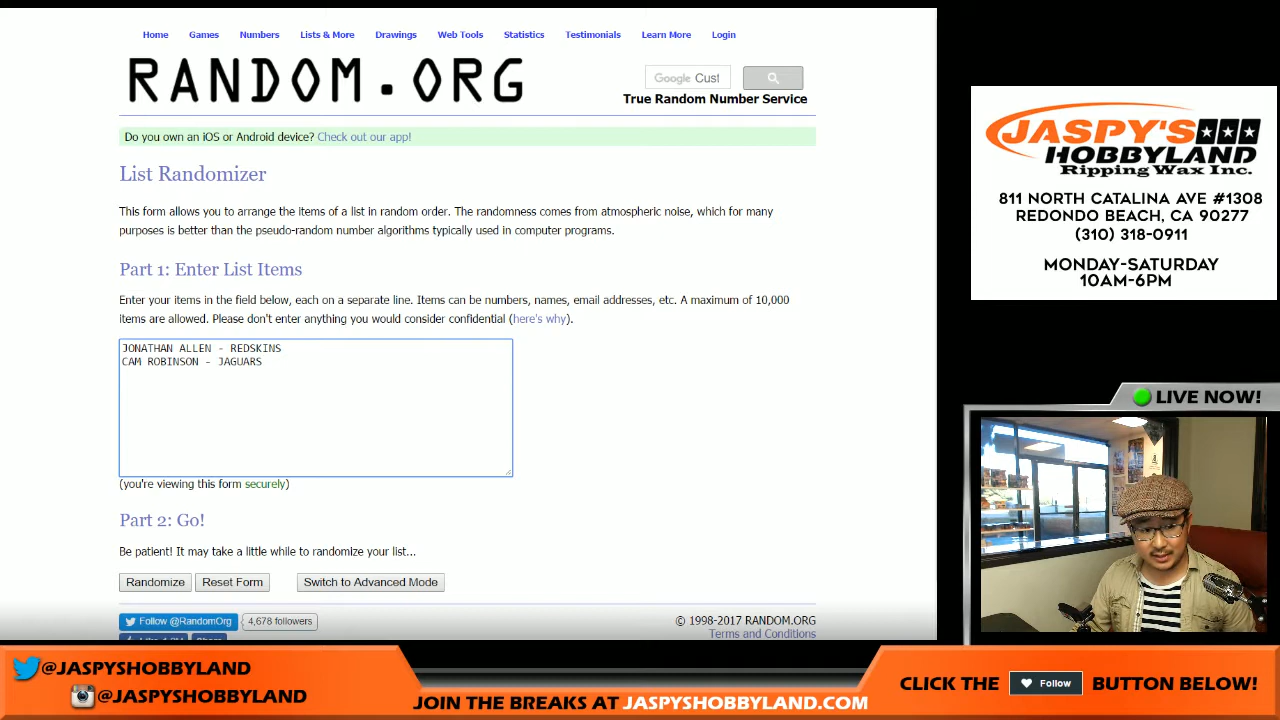 Home Games Numbers Lists & More Drawings Web Tools Statistics Testimonials Learn More Login
RANDOM.ORG
Google Cust
True Random Number Service
Do you own an iOS or Android device? Check out our app!
List Randomizer
This form allows you to arrange the items of a list in random order. The randomness comes from atmospheric noise, which for many
purposes is better than the pseudo-random number algorithms typically used in computer programs.
Part 1: Enter List Items
Enter your items in the field below, each on a separate line. Items can be numbers, names, email addresses, etc. A maximum of 10,000
items are allowed. Please don't enter anything you would consider confidential (here's why).
JONATHAN ALLEN - REDSKINS
CAM ROBINSON - JAGUARS
(you're viewing this form securely)
Part 2: Go!
Be patient! It may take a little while to randomize your list...
Randomize Reset Form Switch to Advanced Mode
Follow @RandomOrg 4,678 followers
© 1998-2017 RANDOM.ORG
Terms and Conditions
JASPY'S
HOBBYLAND
Ripping Wax Inc.
811 NORTH CATALINA AVE #1308
REDONDO BEACH, CA 90277
(310) 318-0911
MONDAY-SATURDAY
10AM-6PM
LIVE NOW!
@JASPYSHOBBYLAND
@JASPYSHOBBYLAND
JOIN THE BREAKS AT JASPYSHOBBYLAND.COM
CLICK THE Follow BUTTON BELOW!